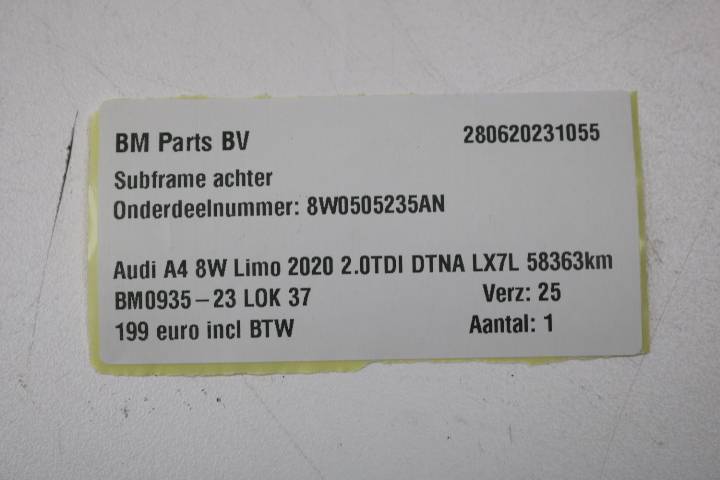 BM Parts BV 280620231055
Subframe achter
Onderdeelnummer: 8W0505235AN
Audi A4 8W Limo 2020 2.0TDI DTNA LX7L 58363km
BM0935-23 LOK 37 Verz: 25
199 euro incl BTW Aantal: 1